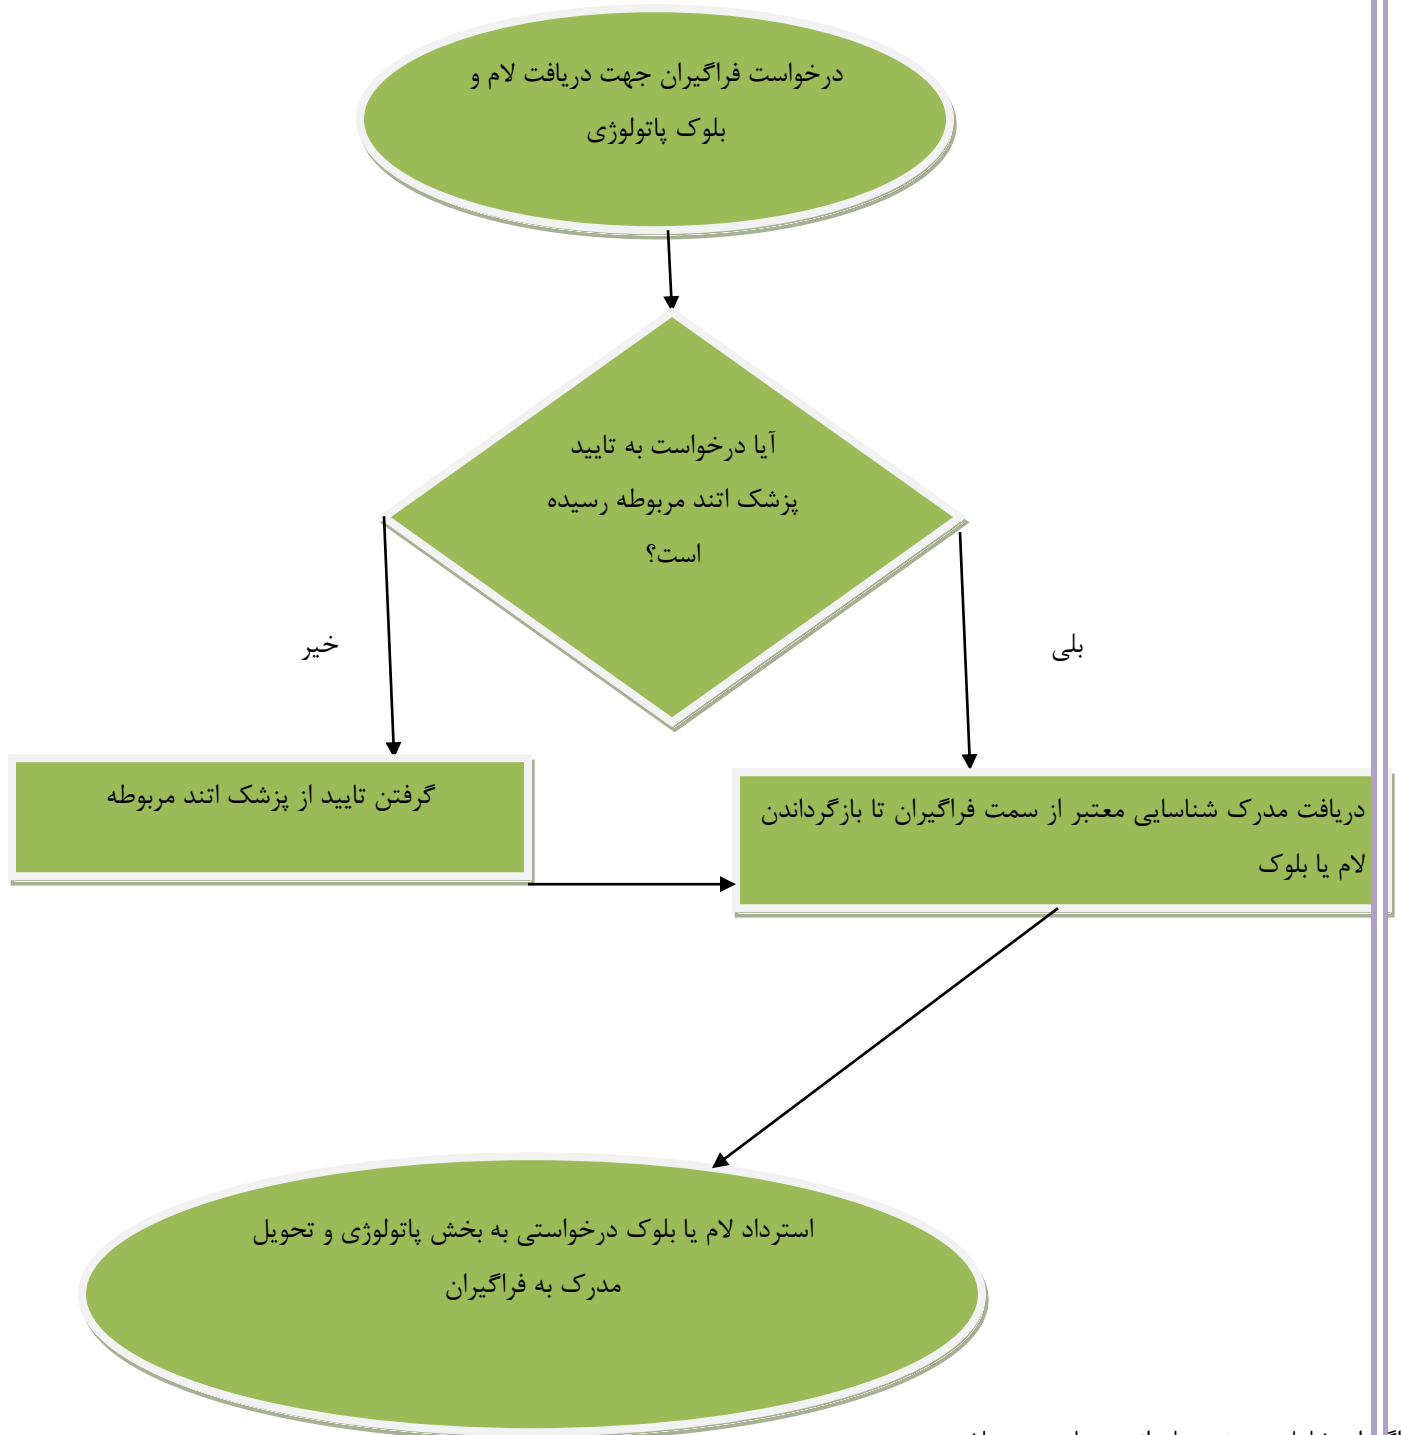 درخواست فراگیران جهت دریافت لام و
بلوک پاتولوژی
آیا درخواست به تایید
پزشک اتند مربوطه رسیده
است؟
بلی
خیر
گرفتن تایید از پزشک اتند مربوطه
دریافت مدرک شناسایی معتبر از سمت فراگیران تا بازگرداندن
لام یا بلوک
استرداد لام یا بلوک درخواستی به بخش پاتولوژی و تحویل
مدرک به فراگیران